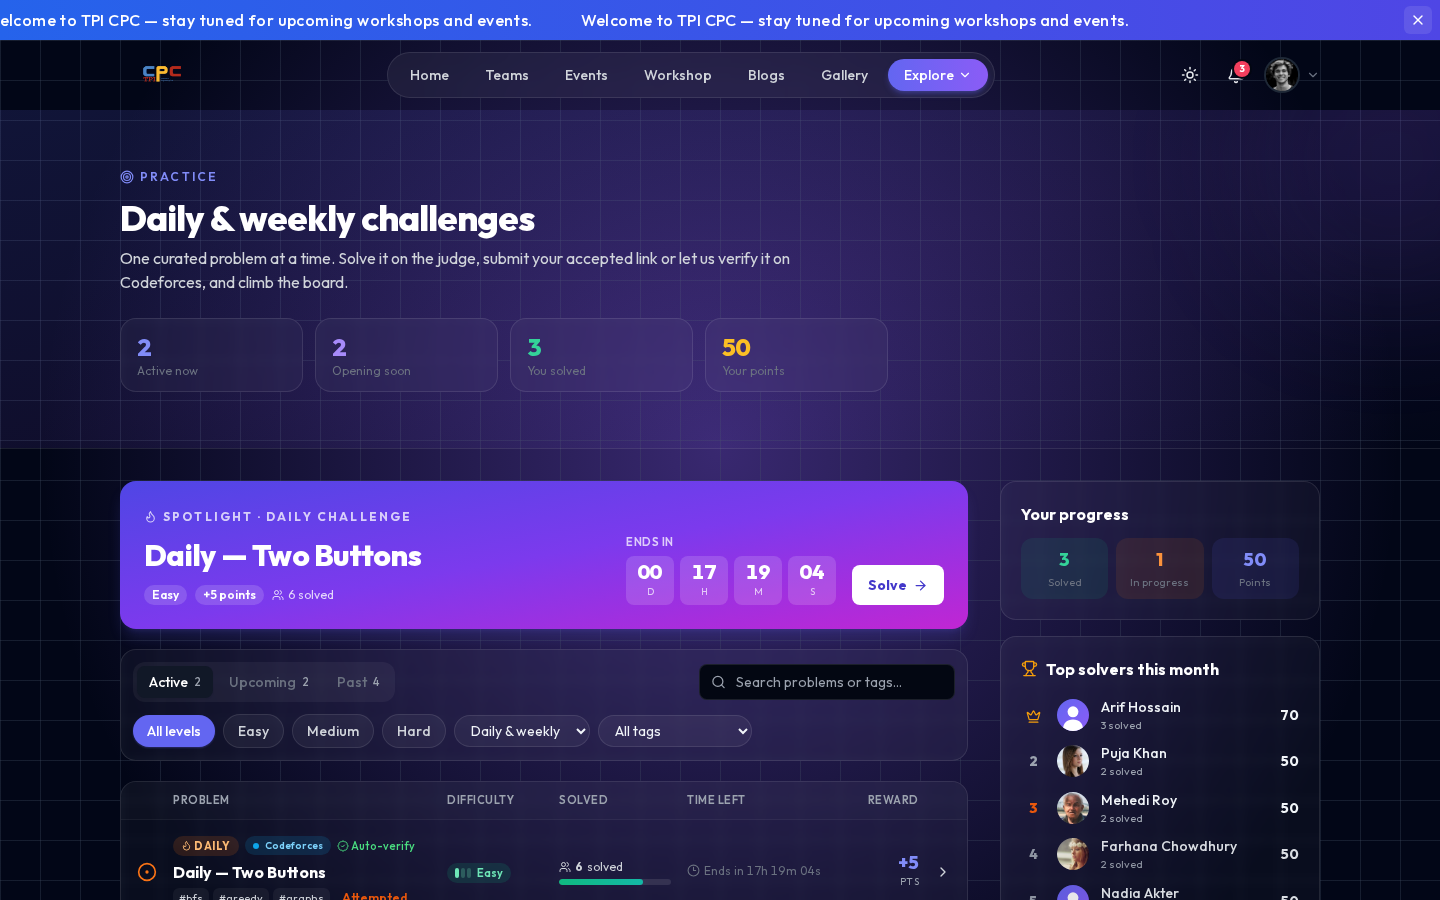 elcome to TPI CPC — stay tuned for upcoming workshops and events. Welcome to TPI CPC — stay tuned for upcoming workshops and events.
CPC
Home Teams Events Workshop Blogs Gallery Explore
3
PRACTICE
Daily & weekly challenges
One curated problem at a time. Solve it on the judge, submit your accepted link or let us verify it on
Codeforces, and climb the board.
2
Active now
2
Opening soon
3
You solved
50
Your points
SPOTLIGHT · DAILY CHALLENGE
Daily — Two Buttons
Easy +5 points 6 solved
ENDS IN
00 17 19 04
D H M S
Solve
Active 2 Upcoming 2 Past 4
Search problems or tags...
All levels Easy Medium Hard Daily & weekly All tags
PROBLEM DIFFICULTY SOLVED TIME LEFT REWARD
DAILY Codeforces Auto-verify
Daily — Two Buttons
#bfs #greedy #graphs Attempted
Easy
6 solved
Ends in 17h 19m 04s
+5
PTS
Your progress
3
Solved
1
In progress
50
Points
Top solvers this month
Arif Hossain
3 solved
70
2 Puja Khan
2 solved
50
3 Mehedi Roy
2 solved
50
4 Farhana Chowdhury
2 solved
50
5 Nadia Akter
50